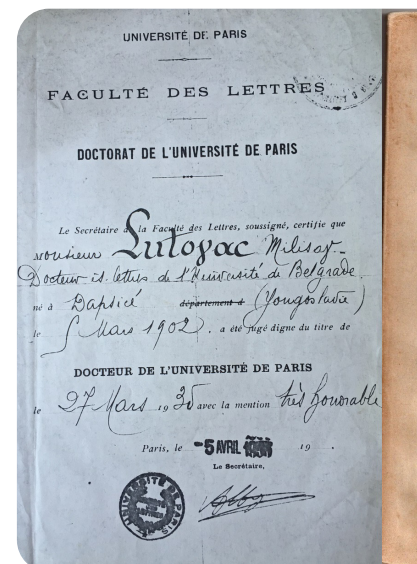 UNIVERSITÉ DE PARIS
FACULTÉ DES LETTRES
DOCTORAT DE L'UNIVERSITÉ DE PARIS
Le Secrétaire de la Faculté des Lettres, soussigné, certifie que
Monsieur Lutovac Milisav
Docteur ès lettres de l'Université de Belgrade
né à Dapsicé département d (Yougoslavie)
le 5 Mars 1902. a été jugé digne du titre de
DOCTEUR DE L'UNIVERSITÉ DE PARIS
le 27 Mars 1935 avec la mention très honorable
Paris, le -5 AVRIL 19
Le Secrétaire,
UNIVERSITÉ DE PARIS